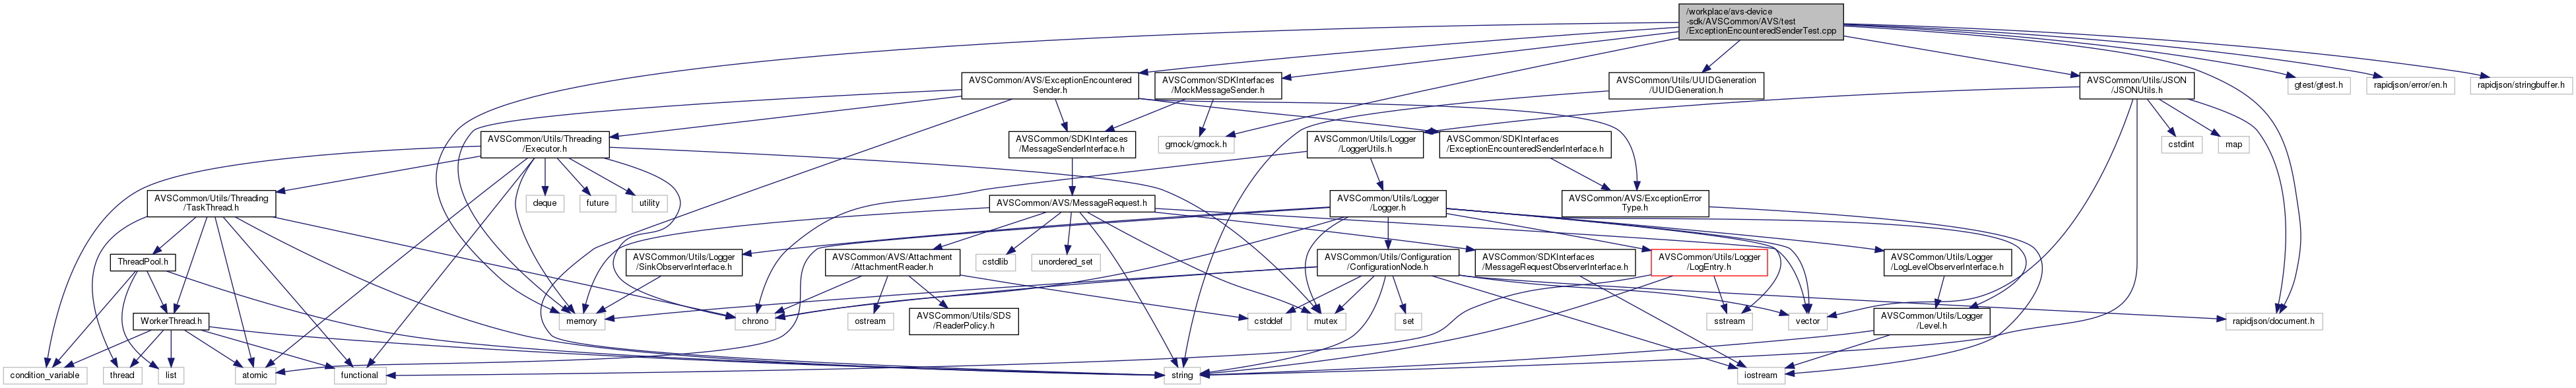 /workplace/avs-device
-sdk/AVSCommon/AVS/test
/ExceptionEncounteredSenderTest.cpp
AVSCommon/AVS/ExceptionEncountered
Sender.h
AVSCommon/SDKInterfaces
/MockMessageSender.h
AVSCommon/Utils/UUIDGeneration
/UUIDGeneration.h
AVSCommon/Utils/JSON
/JSONUtils.h
gtest/gtest.h
rapidjson/error/en.h
rapidjson/stringbuffer.h
AVSCommon/Utils/Threading
/Executor.h
AVSCommon/SDKInterfaces
/MessageSenderInterface.h
gmock/gmock.h
AVSCommon/Utils/Logger
/LoggerUtils.h
AVSCommon/SDKInterfaces
/ExceptionEncounteredSenderInterface.h
cstdint
map
AVSCommon/Utils/Threading
/TaskThread.h
deque
future
utility
AVSCommon/AVS/MessageRequest.h
AVSCommon/Utils/Logger
/Logger.h
AVSCommon/AVS/ExceptionError
Type.h
ThreadPool.h
AVSCommon/Utils/Logger
/SinkObserverInterface.h
AVSCommon/AVS/Attachment
/AttachmentReader.h
cstdlib
unordered_set
AVSCommon/Utils/Configuration
/ConfigurationNode.h
AVSCommon/SDKInterfaces
/MessageRequestObserverInterface.h
AVSCommon/Utils/Logger
/LogEntry.h
AVSCommon/Utils/Logger
/LogLevelObserverInterface.h
WorkerThread.h
memory
chrono
ostream
AVSCommon/Utils/SDS
/ReaderPolicy.h
cstddef
mutex
set
sstream
vector
AVSCommon/Utils/Logger
/Level.h
rapidjson/document.h
condition_variable
thread
list
atomic
functional
string
iostream